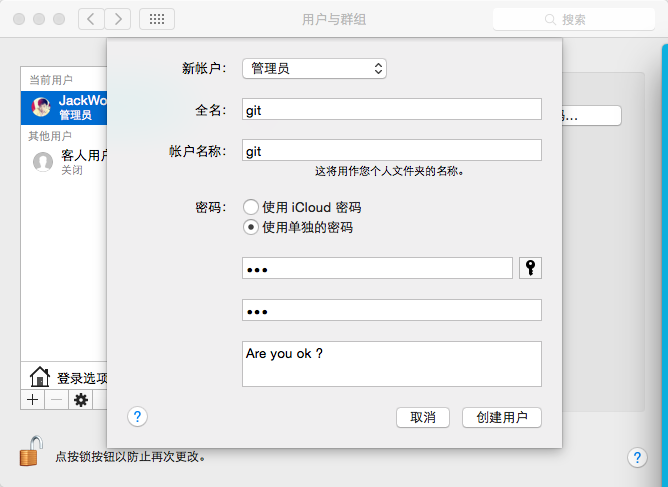 用户与群组
搜索
新帐户：
管理员
当前用户
JackWo
管理员
其他用户
客人用户
关闭
全名：
git
帐户名称：
git
这将用作您个人文件夹的名称。
密码：
使用 iCloud 密码
使用单独的密码
•••
•••
Are you ok ?
登录选项
取消
创建用户
点按锁按钮以防止再次更改。